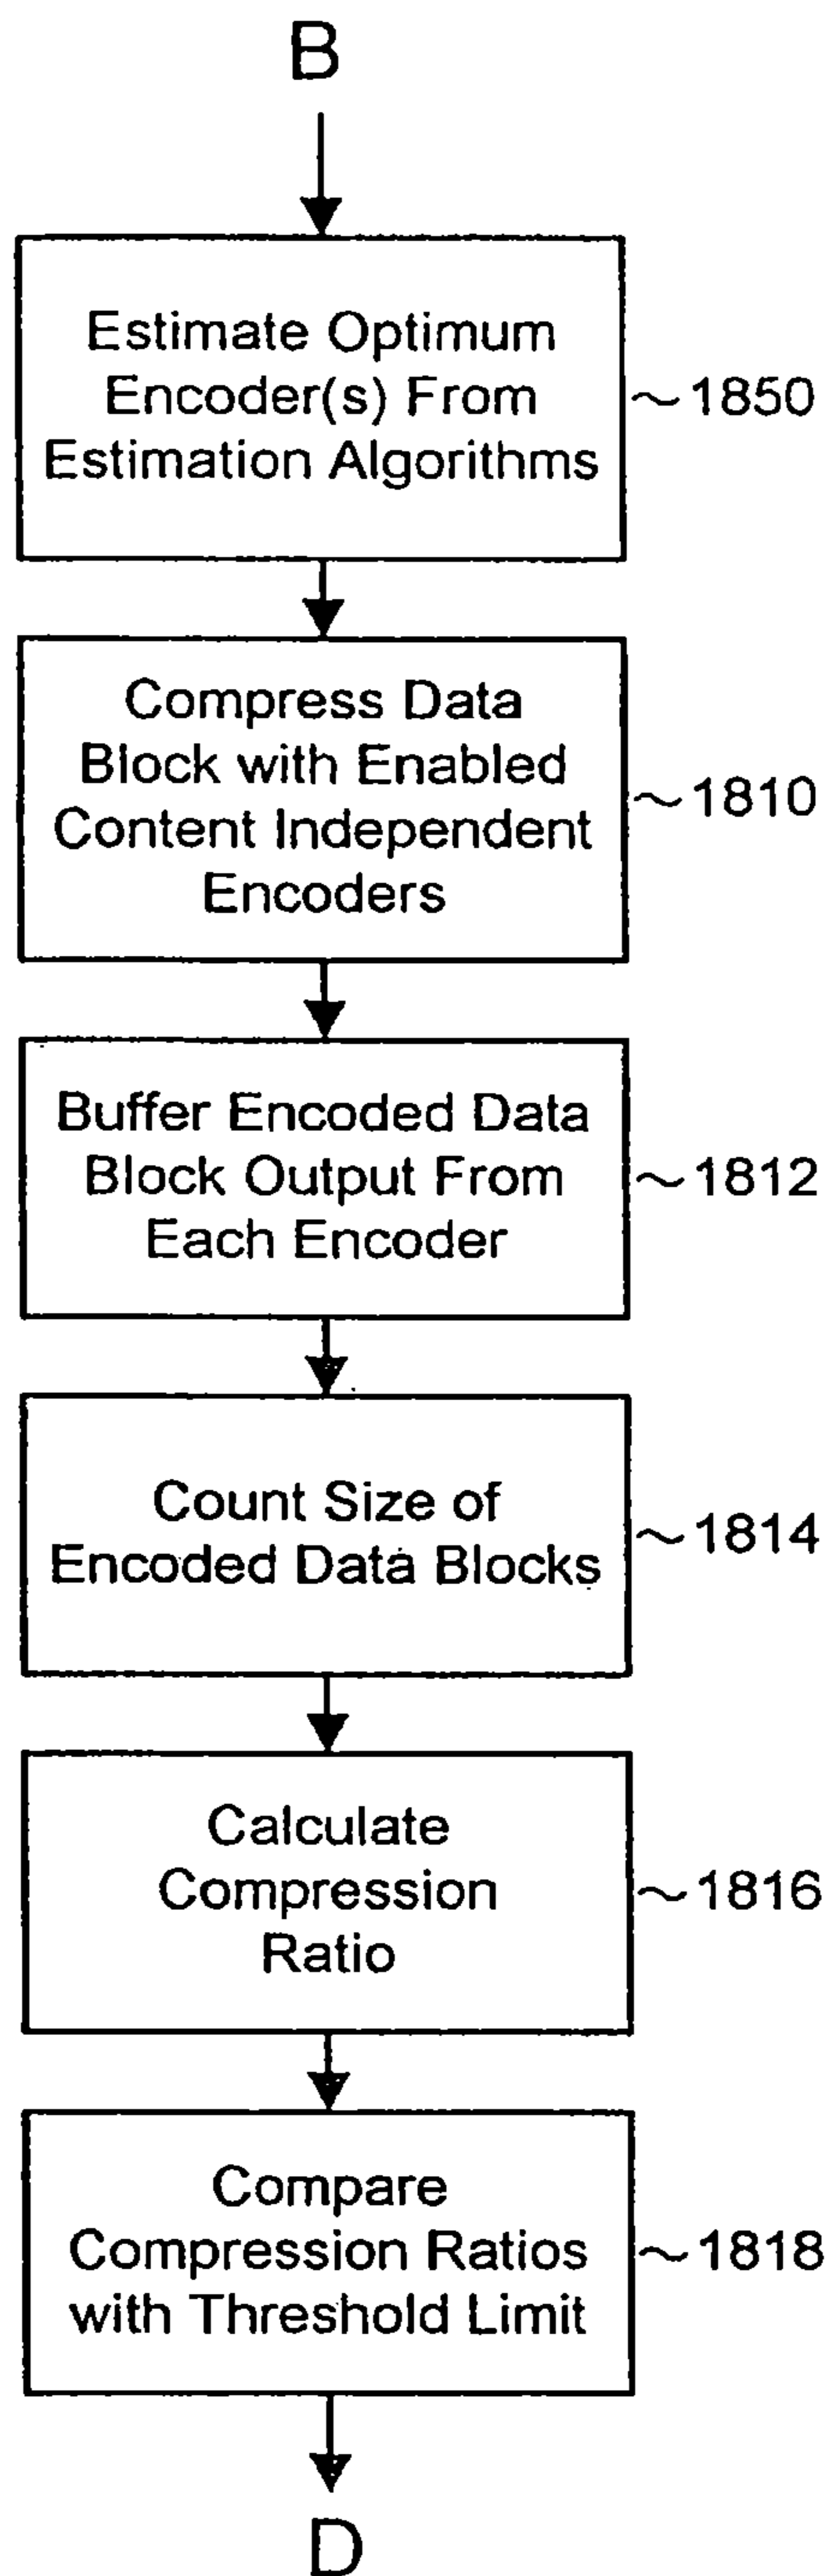 B
Estimate Optimum
Encoder(s) From
Estimation Algorithms
~1850
Compress Data
Block with Enabled
Content Independent
Encoders
~1810
Buffer Encoded Data
Block Output From
Each Encoder
~1812
Count Size of
Encoded Data Blocks
~1814
Calculate
Compression
Ratio
~1816
Compare
Compression Ratios
with Threshold Limit
~1818
D